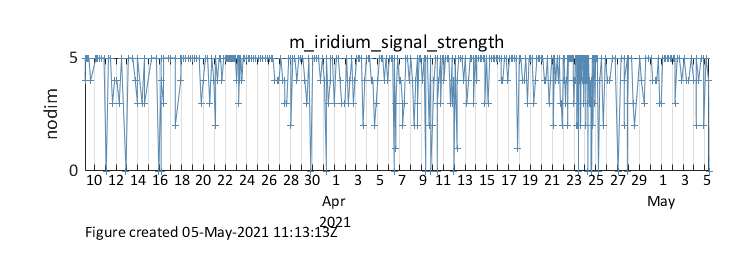 m_iridium_signal_strength
5
nodim
0
10 12 14 16 18 20 22 24 26 28 30 1 3 5 7 9 11 13 15 17 19 21 23 25 27 29 1 3 5
Apr May
2021
Figure created 05-May-2021 11:13:13Z